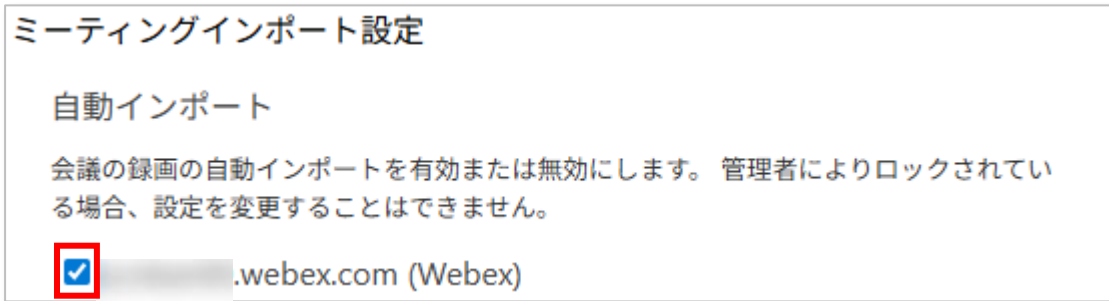 ミーティングインポート設定
自動インポート
会議の録画の自動インポートを有効または無効にします。 管理者によりロックされてい
る場合、設定を変更することはできません。
.webex.com (Webex)